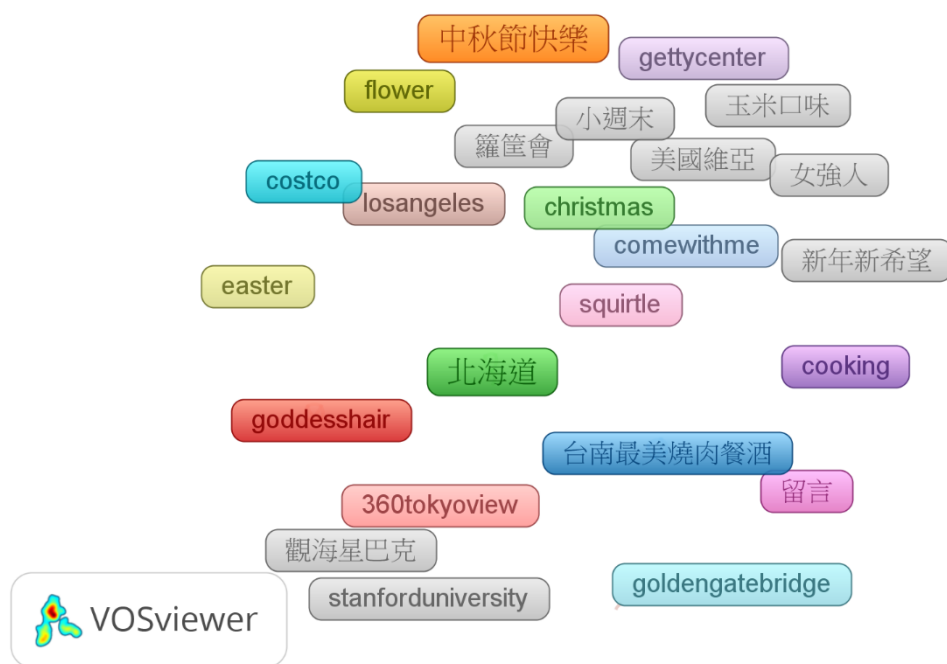 中秋節快樂
gettycenter
flower
玉米口味
小週末
籮筐會
美國維亞
女強人
costco
losangeles
christmas
comewithme
新年新希望
easter
squirtle
北海道
cooking
goddesshair
台南最美燒肉餐酒
留言
360tokyoview
觀海星巴克
stanforduniversity
goldengatebridge
VOSviewer